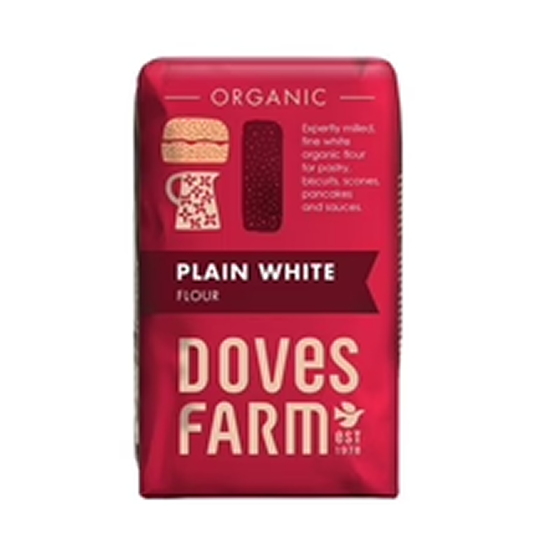 ORGANIC
Expertly milled,
fine white
organic flour
for pastry,
biscuits, scones,
pancakes
and sauces.
PLAIN WHITE
FLOUR
DOVES
FARM
EST
1978